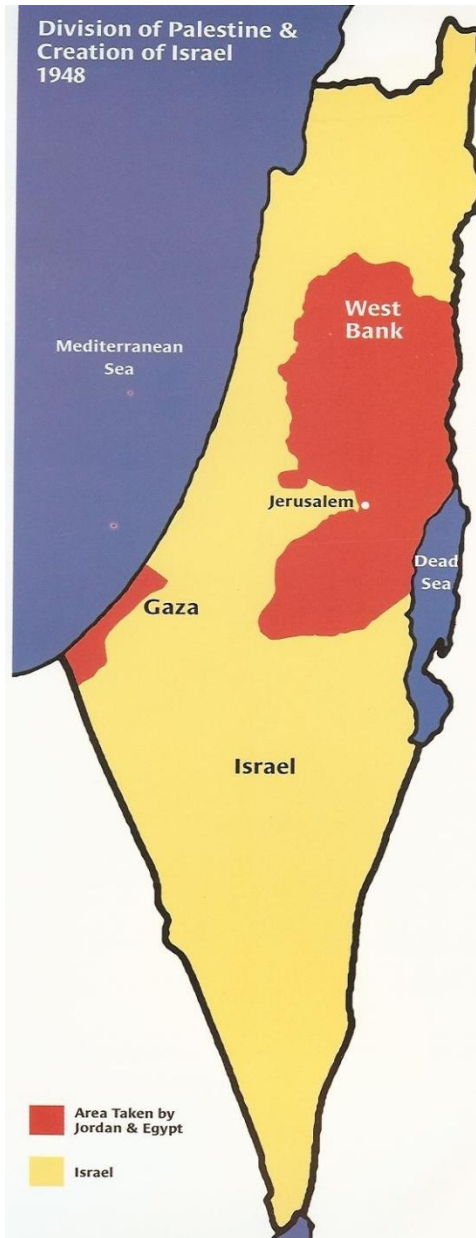 Division of Palestine &
Creation of Israel
1948
West
Bank
Mediterranean
Sea
Jerusalem
Dead
Sea
Gaza
Israel
Area Taken by
Jordan & Egypt
Israel